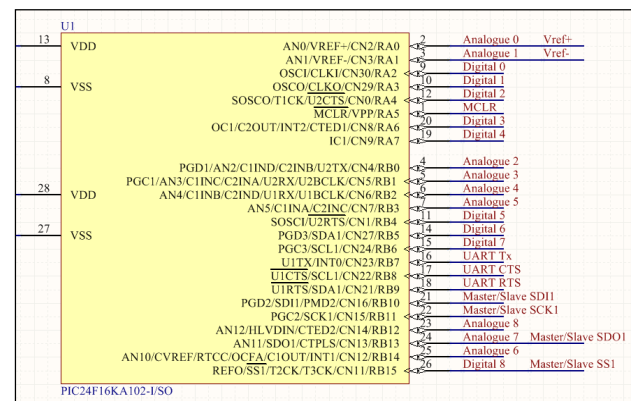 U1
13 VDD AN0/VREF+/CN2/RA0 2 Analogue 0 Vref+
AN1/VREF-/CN3/RA1 3 Analogue 1 Vref-
OSCI/CLKI/CN30/RA2 9 Digital 0
8 VSS OSCO/CLKO/CN29/RA3 10 Digital 1
SOSCO/T1CK/U2CTS/CN0/RA4 12 Digital 2
MCLR/VPP/RA5 1 MCLR
OC1/C2OUT/INT2/CTED1/CN8/RA6 20 Digital 3
IC1/CN9/RA7 19 Digital 4
PGD1/AN2/C1IND/C2INB/U2TX/CN4/RB0 4 Analogue 2
PGC1/AN3/C1INC/C2INA/U2RX/U2BCLK/CN5/RB1 5 Analogue 3
28 VDD AN4/C1INB/C2IND/U1RX/U1BCLK/CN6/RB2 6 Analogue 4
AN5/C1INA/C2INC/CN7/RB3 7 Analogue 5
SOSCI/U2RTS/CN1/RB4 11 Digital 5
27 VSS PGD3/SDA1/CN27/RB5 14 Digital 6
PGC3/SCL1/CN24/RB6 15 Digital 7
U1TX/INT0/CN23/RB7 16 UART Tx
U1CTS/SCL1/CN22/RB8 17 UART CTS
U1RTS/SDA1/CN21/RB9 18 UART RTS
PGD2/SDI1/PMD2/CN16/RB10 21 Master/Slave SDI1
PGC2/SCK1/CN15/RB11 22 Master/Slave SCK1
AN12/HLVDIN/CTED2/CN14/RB12 23 Analogue 8
AN11/SDO1/CTPLS/CN13/RB13 24 Analogue 7 Master/Slave SDO1
AN10/CVREF/RTCC/OCFA/C1OUT/INT1/CN12/RB14 25 Analogue 6
REFO/SS1/T2CK/T3CK/CN11/RB15 26 Digital 8 Master/Slave SS1
PIC24F16KA102-I/SO